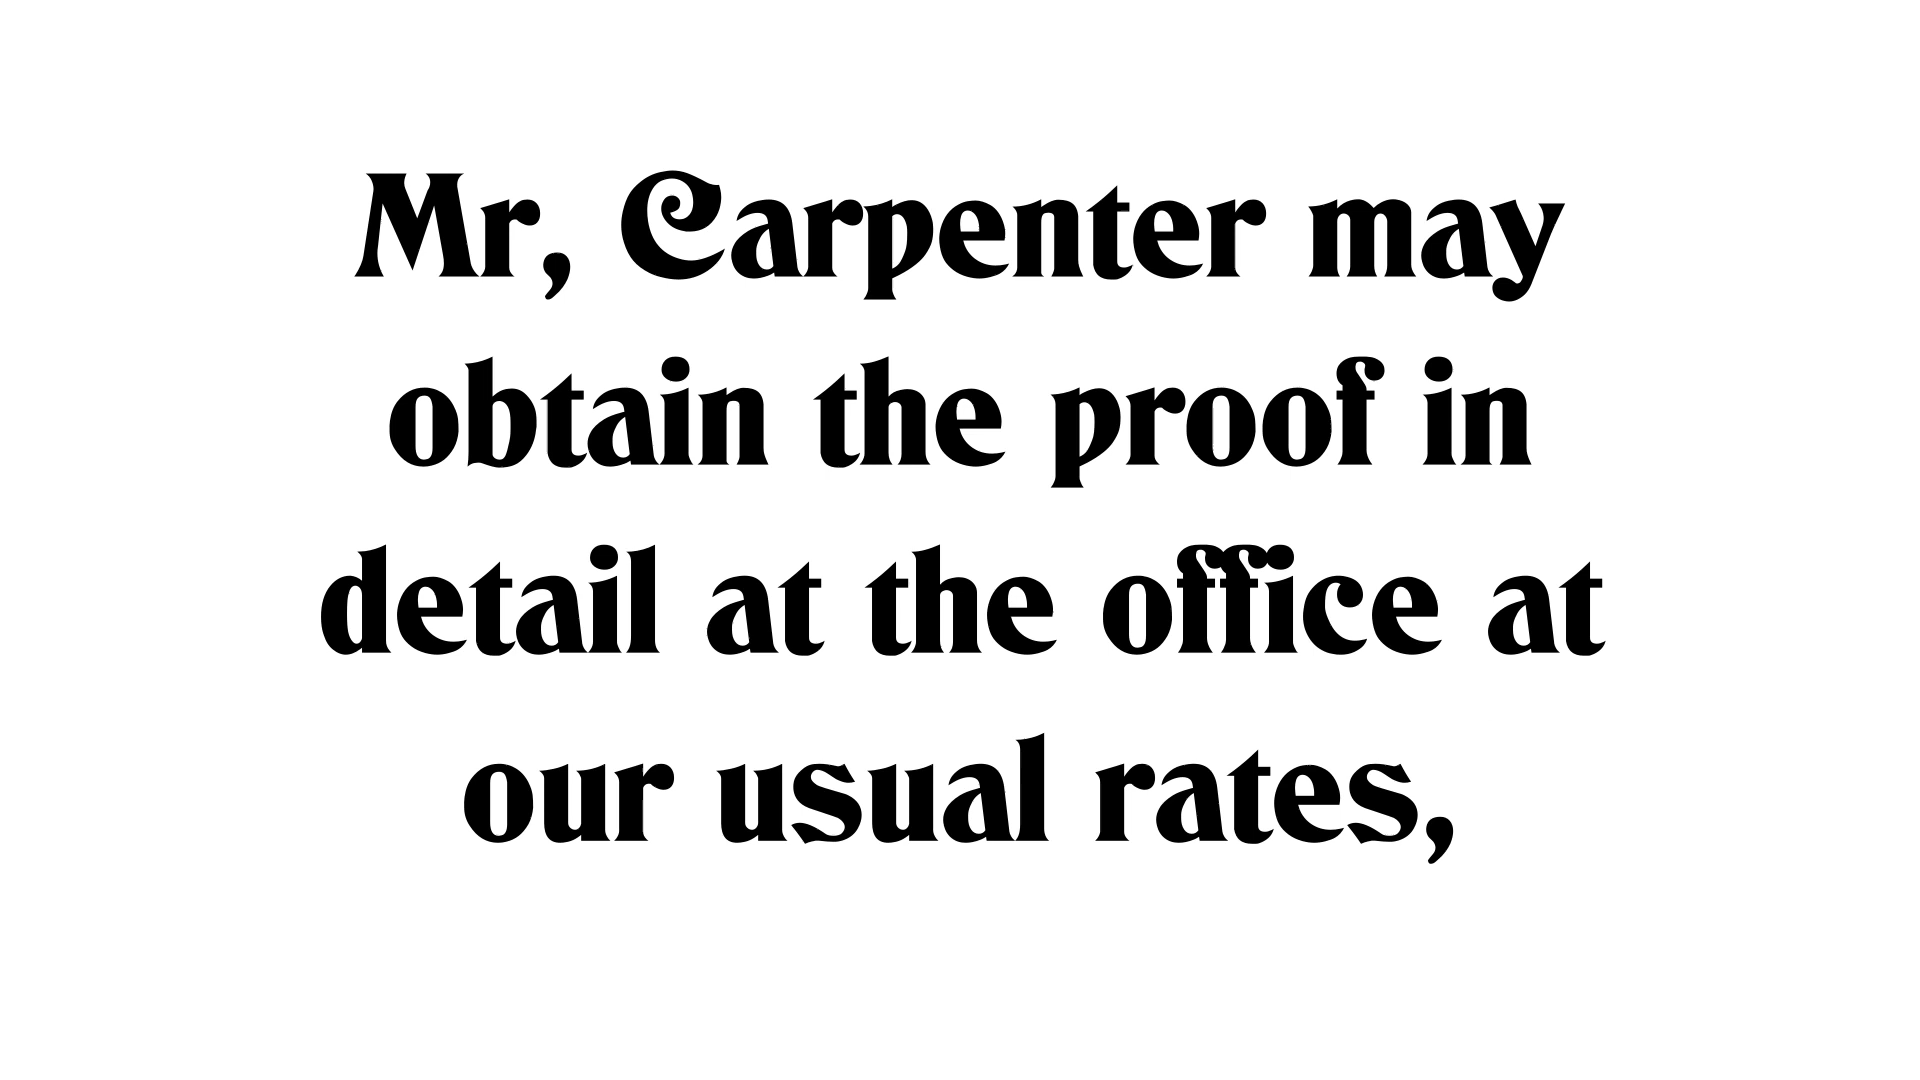 Mr, Carpenter may
obtain the proof in
detail at the office at
our usual rates,